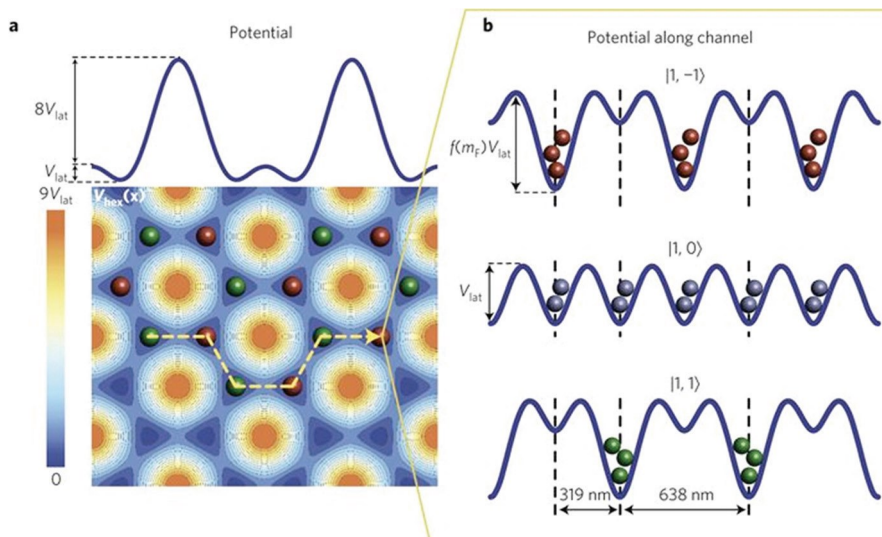 a
Potential
8V_lat
V_lat
9V_lat
V_hex(x)
0
b
Potential along channel
|1, −1⟩
f(m_F)V_lat
|1, 0⟩
V_lat
|1, 1⟩
319 nm
638 nm